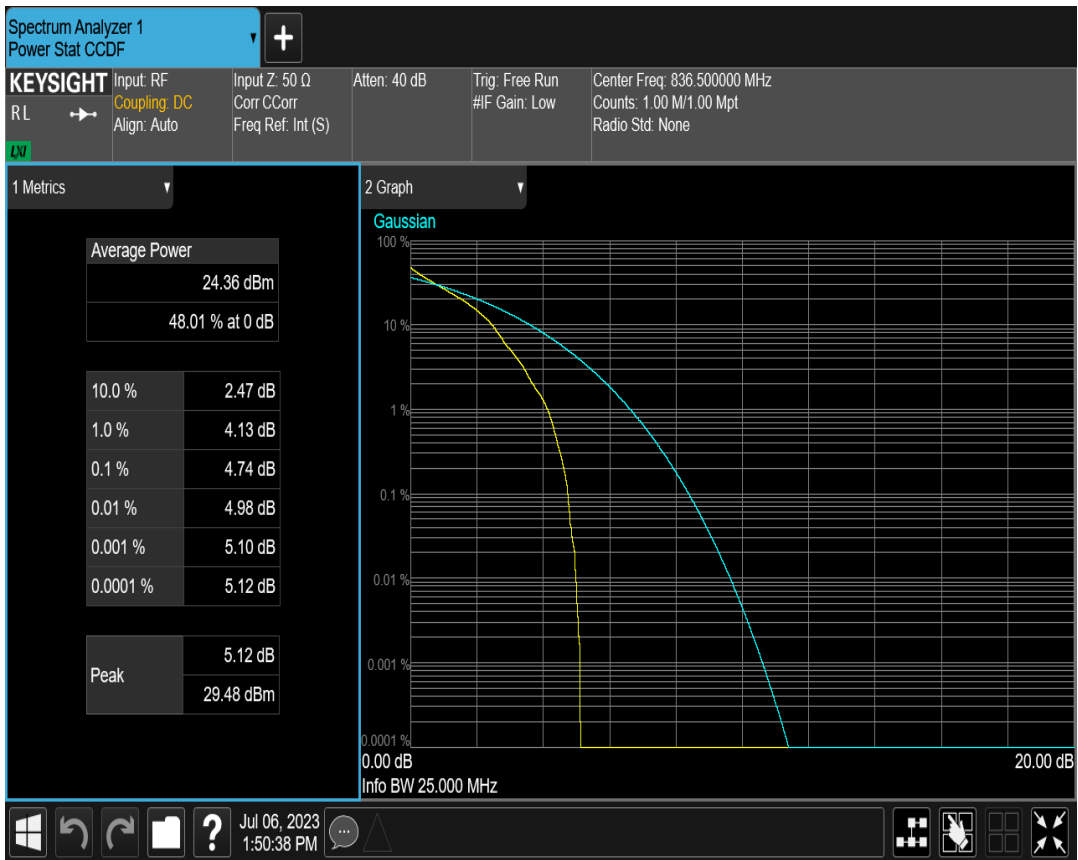 Spectrum Analyzer 1
Power Stat CCDF
+
KEYSIGHT
RL
LXI
Input: RF
Coupling: DC
Align: Auto
Input Z: 50 Ω
Corr CCorr
Freq Ref: Int (S)
Atten: 40 dB
Trig: Free Run
#IF Gain: Low
Center Freq: 836.500000 MHz
Counts: 1.00 M/1.00 Mpt
Radio Std: None
1 Metrics
Average Power
24.36 dBm
48.01 % at 0 dB
10.0 % 2.47 dB
1.0 % 4.13 dB
0.1 % 4.74 dB
0.01 % 4.98 dB
0.001 % 5.10 dB
0.0001 % 5.12 dB
Peak
5.12 dB
29.48 dBm
2 Graph
Gaussian
100 %
10 %
1 %
0.1 %
0.01 %
0.001 %
0.0001 %
0.00 dB 20.00 dB
Info BW 25.000 MHz
?
Jul 06, 2023
1:50:38 PM